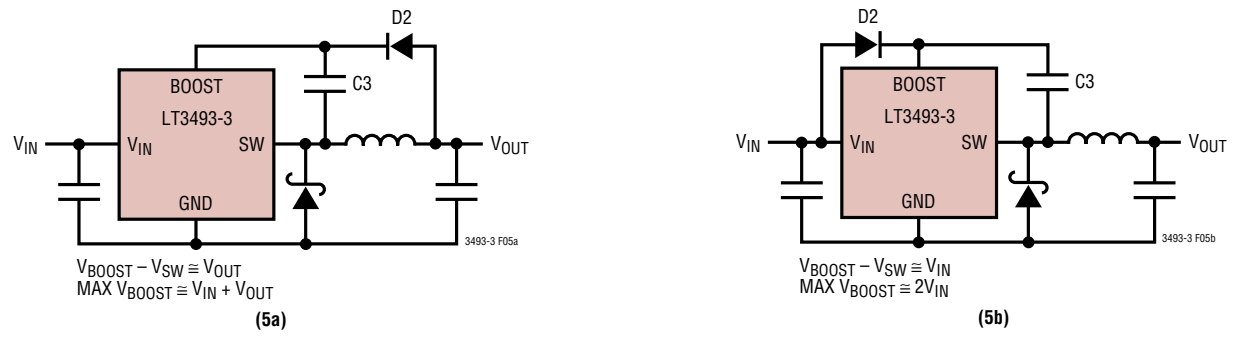 D2
C3
BOOST
LT3493-3
VIN
VIN
SW
VOUT
GND
3493-3 F05a
VBOOST – VSW ≅ VOUT
MAX VBOOST ≅ VIN + VOUT
(5a)
D2
C3
BOOST
LT3493-3
VIN
VIN
SW
VOUT
GND
3493-3 F05b
VBOOST – VSW ≅ VIN
MAX VBOOST ≅ 2VIN
(5b)